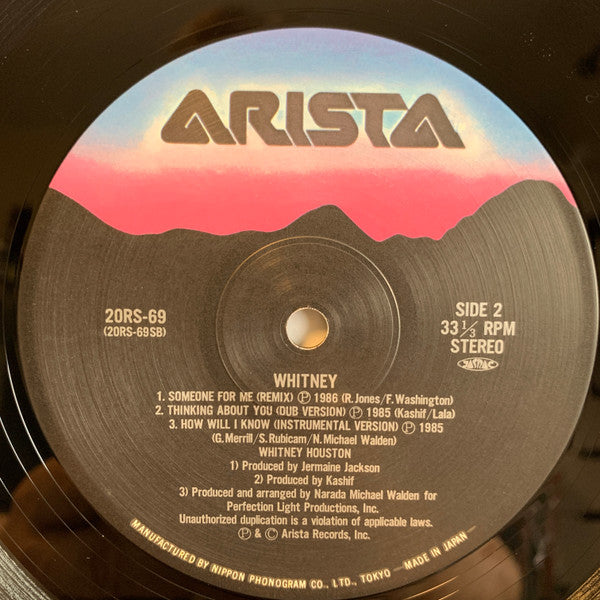 ARISTA
20RS-69
(20RS-69SB)
SIDE 2
33 1/3 RPM
STEREO
JASRAC
WHITNEY
1. SOMEONE FOR ME (REMIX) Ⓟ 1986 (R.Jones/F.Washington)
2. THINKING ABOUT YOU (DUB VERSION) Ⓟ 1985 (Kashif/Lala)
3. HOW WILL I KNOW (INSTRUMENTAL VERSION) Ⓟ 1985
(G.Merrill/S.Rubicam/N.Michael Walden)
WHITNEY HOUSTON
1) Produced by Jermaine Jackson
2) Produced by Kashif
3) Produced and arranged by Narada Michael Walden for
Perfection Light Productions, Inc.
Unauthorized duplication is a violation of applicable laws.
Ⓟ & © Arista Records, Inc.
MANUFACTURED BY NIPPON PHONOGRAM CO., LTD., TOKYO —MADE IN JAPAN—